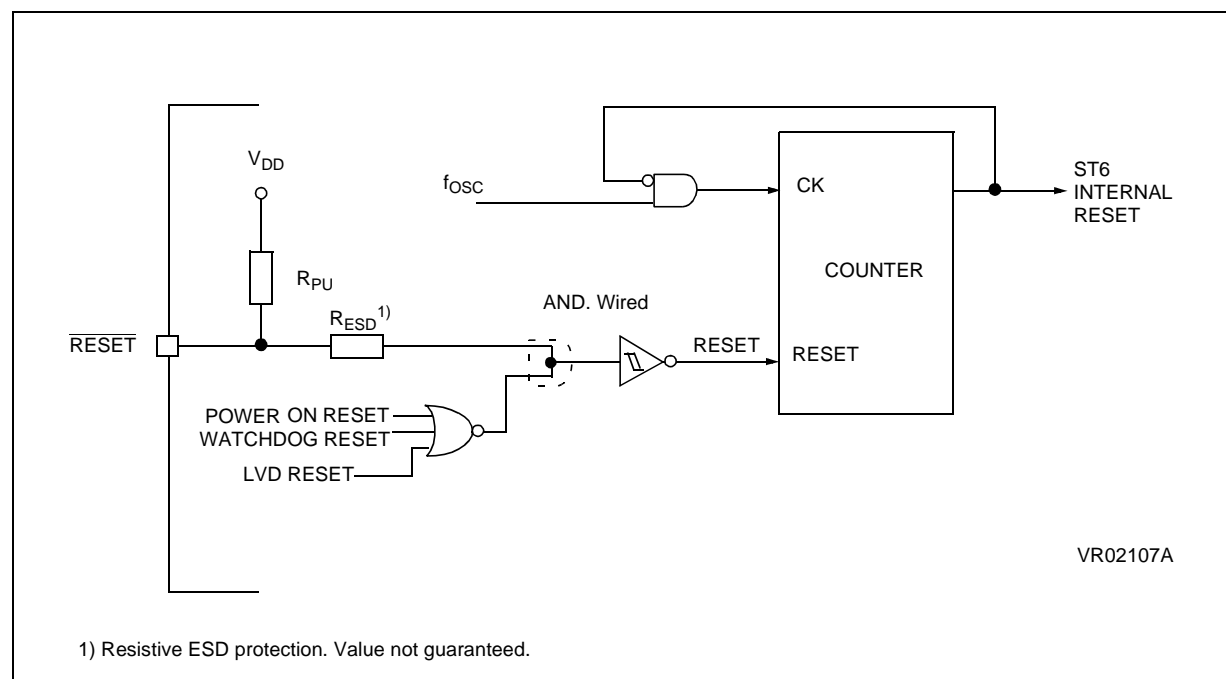 V_DD
f_OSC
CK
ST6
INTERNAL
RESET
R_PU
COUNTER
AND. Wired
R_ESD^1)
RESET
RESET
RESET
POWER ON RESET
WATCHDOG RESET
LVD RESET
VR02107A
1) Resistive ESD protection. Value not guaranteed.